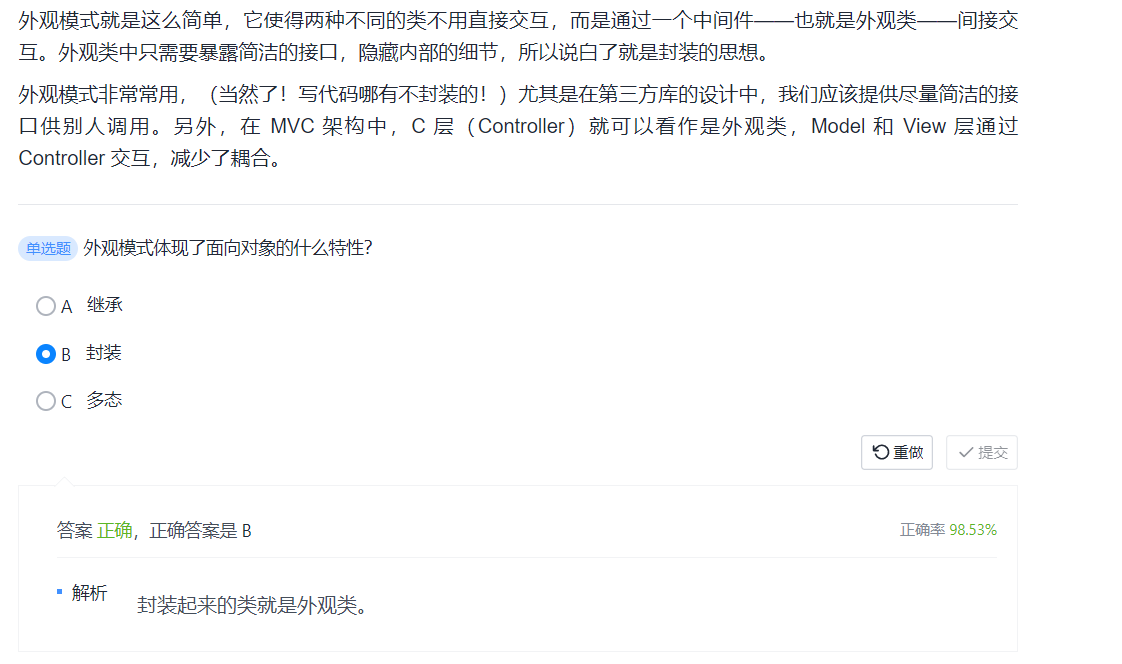 外观模式就是这么简单，它使得两种不同的类不用直接交互，而是通过一个中间件——也就是外观类——间接交
互。外观类中只需要暴露简洁的接口，隐藏内部的细节，所以说白了就是封装的思想。
外观模式非常常用，（当然了！写代码哪有不封装的！）尤其是在第三方库的设计中，我们应该提供尽量简洁的接
口供别人调用。另外，在 MVC 架构中，C 层（Controller）就可以看作是外观类，Model 和 View 层通过
Controller 交互，减少了耦合。
单选题 外观模式体现了面向对象的什么特性？
A 继承
B 封装
C 多态
重做 提交
答案 正确，正确答案是 B 正确率 98.53%
解析
封装起来的类就是外观类。